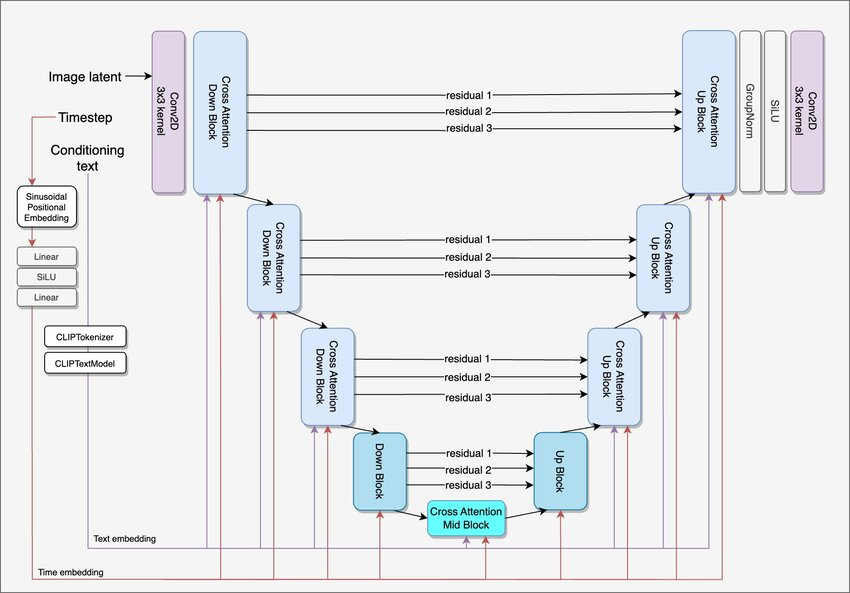 Image latent
Timestep
Conditioning
text
Sinusoidal
Positional
Embedding
Linear
SiLU
Linear
CLIPTokenizer
CLIPTextModel
Conv2D
3x3 kernel
Cross Attention
Down Block
residual 1
residual 2
residual 3
Cross Attention
Up Block
GroupNorm
SiLU
Conv2D
3x3 kernel
Cross Attention
Down Block
residual 1
residual 2
residual 3
Cross Attention
Up Block
Cross Attention
Down Block
residual 1
residual 2
residual 3
Cross Attention
Up Block
Down Block
residual 1
residual 2
residual 3
Up Block
Cross Attention
Mid Block
Text embedding
Time embedding